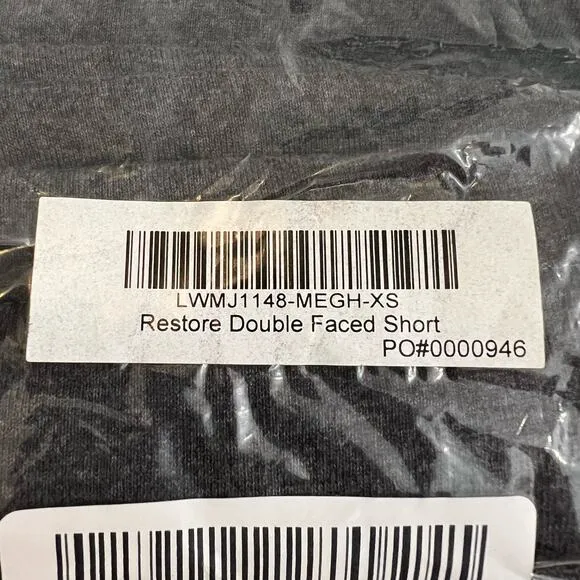 LWMJ1148-MEGH-XS
Restore Double Faced Short
PO#0000946